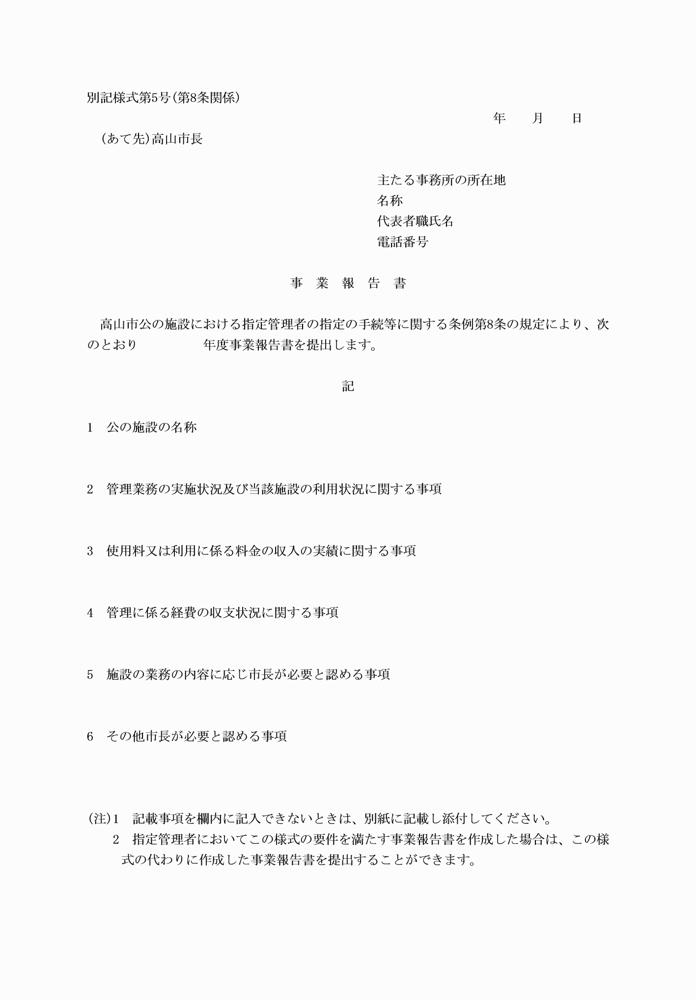 別記様式第5号(第8条関係)
年　　月　　日
(あて先)高山市長
主たる事務所の所在地
名称
代表者職氏名
電話番号
事　業　報　告　書
高山市公の施設における指定管理者の指定の手続等に関する条例第8条の規定により、次
のとおり　　　　　年度事業報告書を提出します。
記
1　公の施設の名称
2　管理業務の実施状況及び当該施設の利用状況に関する事項
3　使用料又は利用に係る料金の収入の実績に関する事項
4　管理に係る経費の収支状況に関する事項
5　施設の業務の内容に応じ市長が必要と認める事項
6　その他市長が必要と認める事項
(注)1　記載事項を欄内に記入できないときは、別紙に記載し添付してください。
2　指定管理者においてこの様式の要件を満たす事業報告書を作成した場合は、この様
式の代わりに作成した事業報告書を提出することができます。